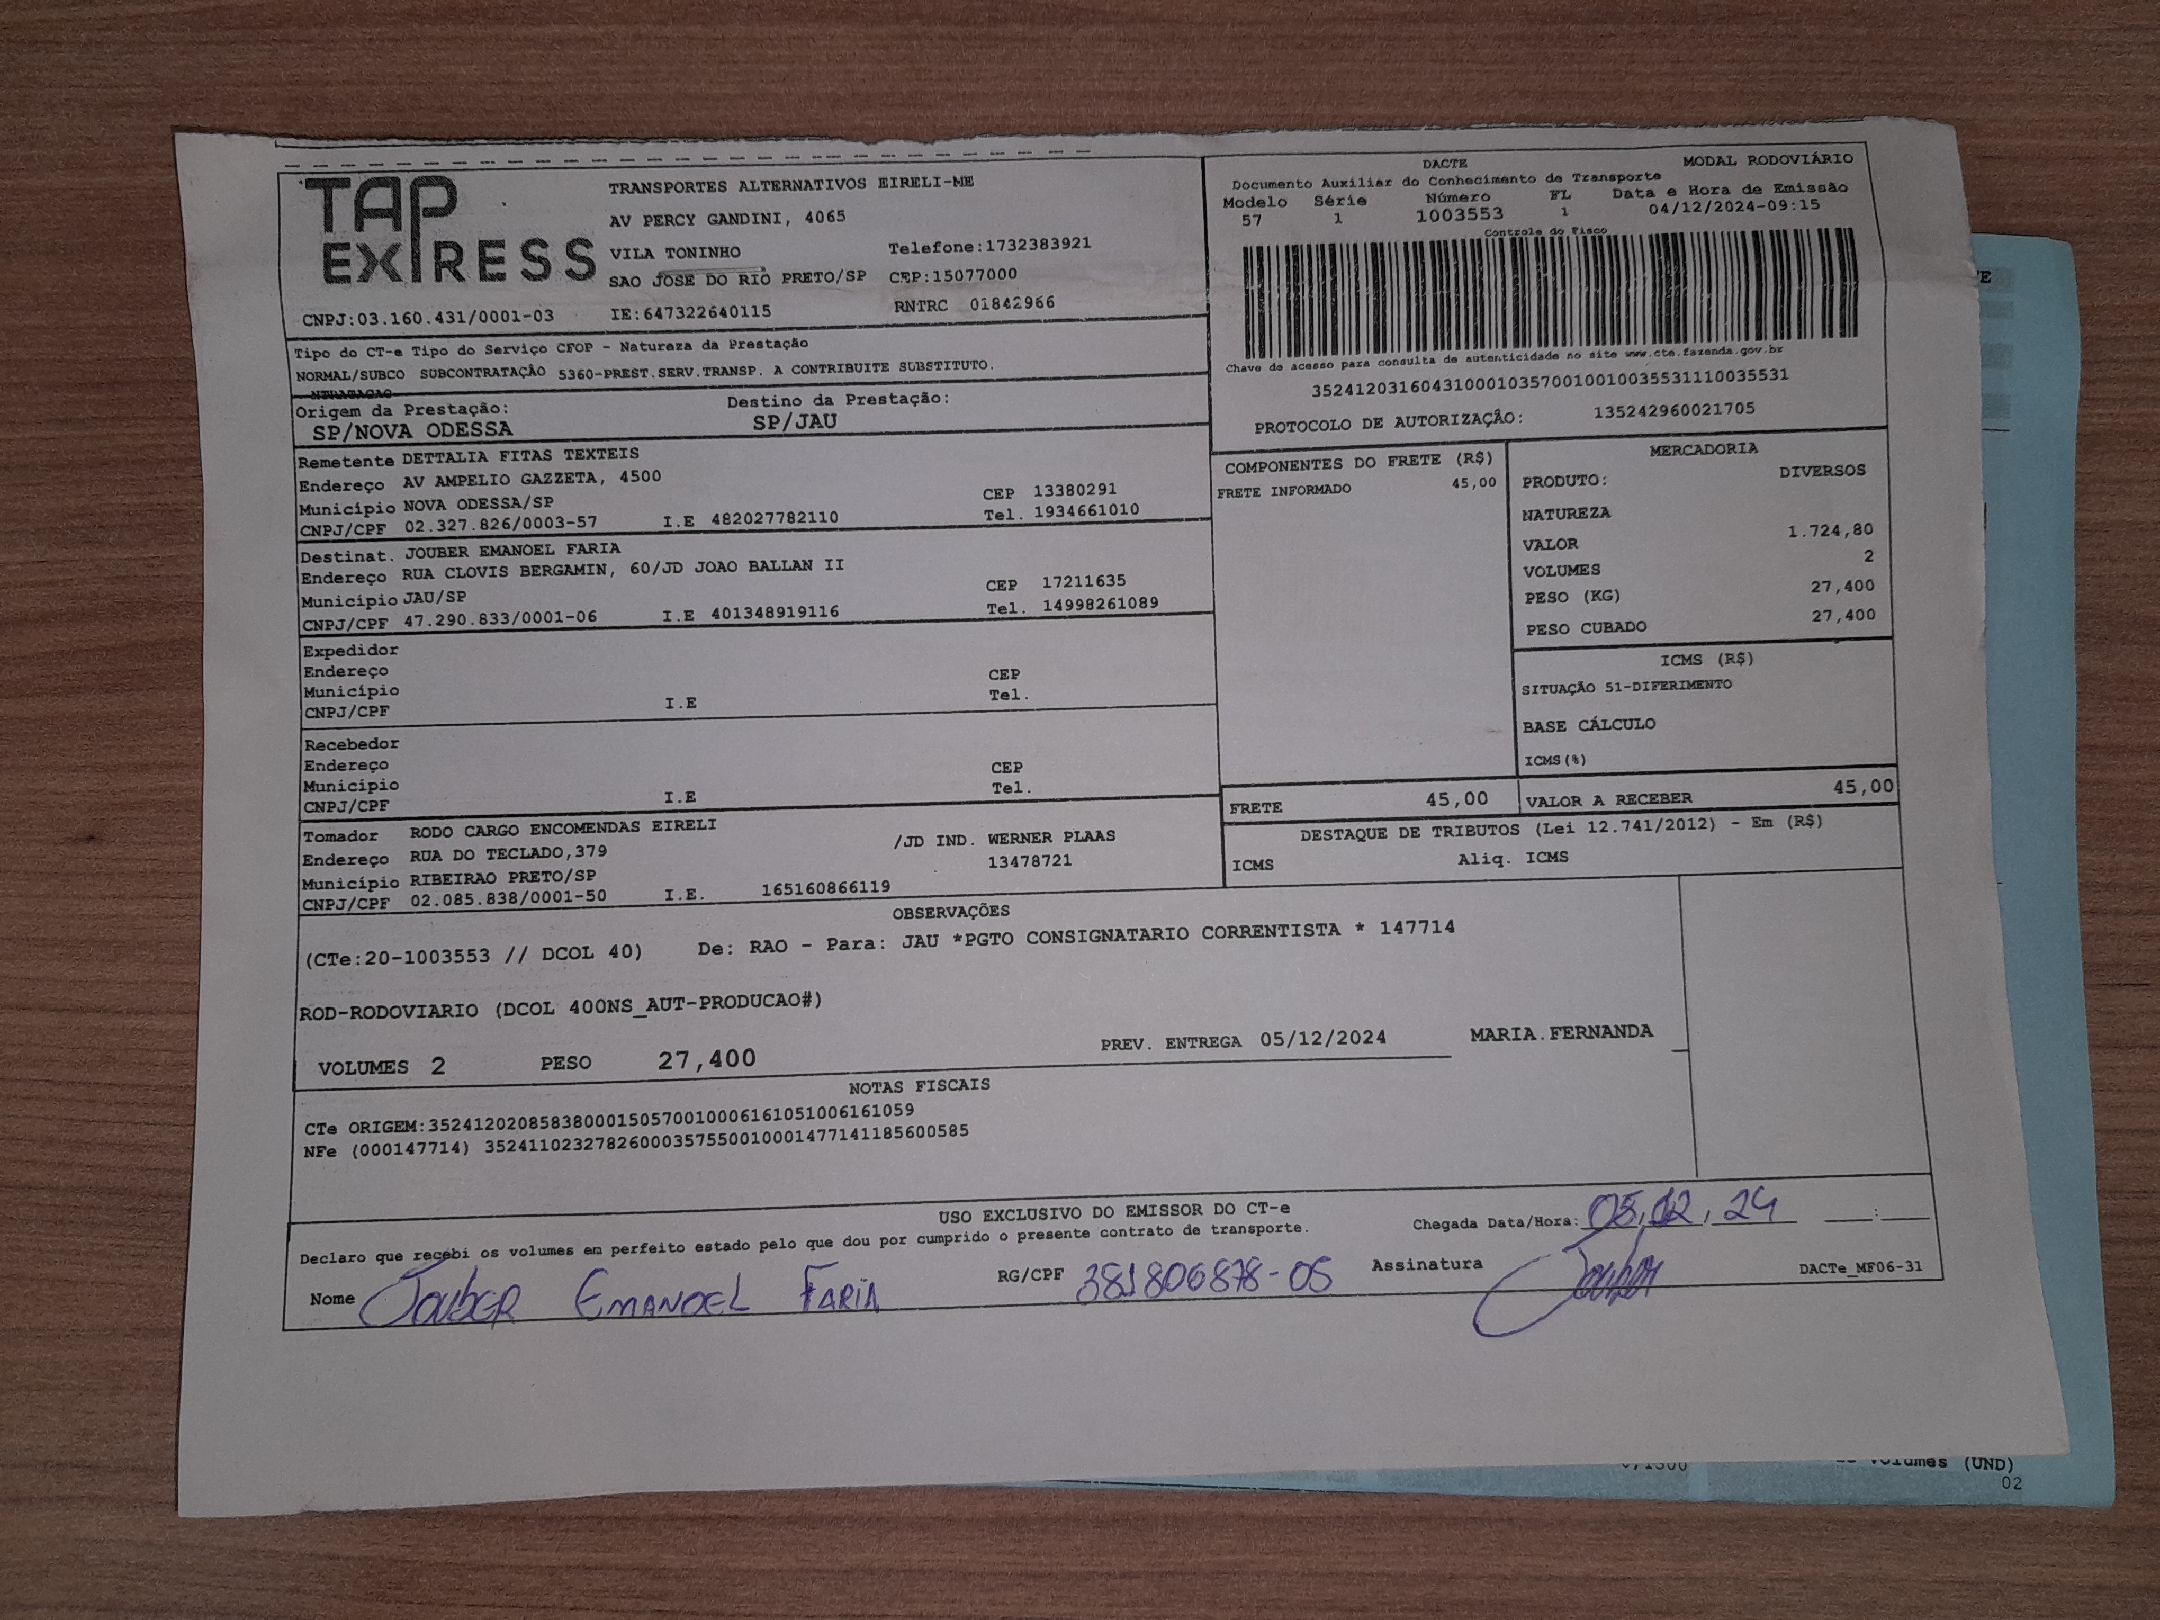 TAP EXPRESS
TRANSPORTES ALTERNATIVOS EIRELI-ME
AV PERCY GANDINI, 4065
VILA TONINHO Telefone:1732383921
SAO JOSE DO RIO PRETO/SP CEP:15077000
CNPJ:03.160.431/0001-03 IE:647322640115 RNTRC 01842966
DACTE MODAL RODOVIÁRIO
Documento Auxiliar do Conhecimento de Transporte
Modelo Série Número FL Data e Hora de Emissão
57 1 1003553 1 04/12/2024-09:15
Controle do Fisco
Chave de acesso para consulta de autenticidade no site www.cte.fazenda.gov.br
35241203160431000103570010010035531110035531
PROTOCOLO DE AUTORIZAÇÃO: 135242960021705
Tipo do CT-e Tipo do Serviço CFOP - Natureza da Prestação
NORMAL/SUBCO SUBCONTRATAÇÃO 5360-PREST.SERV.TRANSP. A CONTRIBUITE SUBSTITUTO.
NTRATACAO
Origem da Prestação: Destino da Prestação:
SP/NOVA ODESSA SP/JAU
Remetente DETTALIA FITAS TEXTEIS
Endereço AV AMPELIO GAZZETA, 4500
Município NOVA ODESSA/SP CEP 13380291
CNPJ/CPF 02.327.826/0003-57 I.E 482027782110 Tel. 1934661010
Destinat. JOUBER EMANOEL FARIA
Endereço RUA CLOVIS BERGAMIN, 60/JD JOAO BALLAN II
Município JAU/SP CEP 17211635
CNPJ/CPF 47.290.833/0001-06 I.E 401348919116 Tel. 14998261089
Expedidor
Endereço CEP
Município Tel.
CNPJ/CPF I.E
Recebedor
Endereço CEP
Município Tel.
CNPJ/CPF I.E
Tomador RODO CARGO ENCOMENDAS EIRELI
Endereço RUA DO TECLADO,379 /JD IND. WERNER PLAAS
Município RIBEIRAO PRETO/SP 13478721
CNPJ/CPF 02.085.838/0001-50 I.E. 165160866119
COMPONENTES DO FRETE (R$)
FRETE INFORMADO 45,00
MERCADORIA
PRODUTO: DIVERSOS
NATUREZA
VALOR 1.724,80
VOLUMES 2
PESO (KG) 27,400
PESO CUBADO 27,400
ICMS (R$)
SITUAÇÃO 51-DIFERIMENTO
BASE CÁLCULO
ICMS(%)
FRETE 45,00 VALOR A RECEBER 45,00
DESTAQUE DE TRIBUTOS (Lei 12.741/2012) - Em (R$)
ICMS Aliq. ICMS
OBSERVAÇÕES
(CTe:20-1003553 // DCOL 40) De: RAO - Para: JAU *PGTO CONSIGNATARIO CORRENTISTA * 147714
ROD-RODOVIARIO (DCOL 400NS_AUT-PRODUCAO#)
VOLUMES 2 PESO 27,400 PREV. ENTREGA 05/12/2024 MARIA.FERNANDA
NOTAS FISCAIS
CTe ORIGEM:35241202085838000150570010006161051006161059
NFe (000147714) 35241102327826000357550010001477141185600585
USO EXCLUSIVO DO EMISSOR DO CT-e
Declaro que recebi os volumes em perfeito estado pelo que dou por cumprido o presente contrato de transporte. Chegada Data/Hora: 05,12,24 :
Nome JOUBER EMANOEL FARIA RG/CPF 381806878-05 Assinatura Jouber DACTe_MF06-31
Volumes (UND)
02